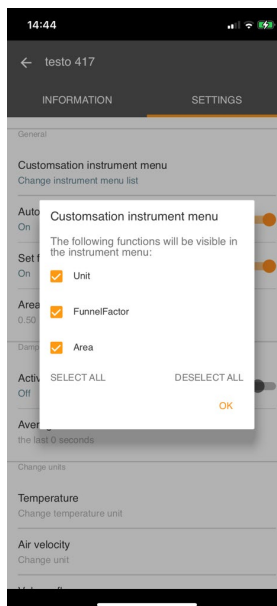 14:44
testo 417
INFORMATION
SETTINGS
General
Customsation instrument menu
Change instrument menu list
Auto
On
Customsation instrument menu
The following functions will be visible in
the instrument menu:
Set f
On
Unit
FunnelFactor
Area
0.50
Area
Damp
SELECT ALL
DESELECT ALL
Activ
Off
OK
Aver
the last 0 seconds
Change units
Temperature
Change temperature unit
Air velocity
Change unit